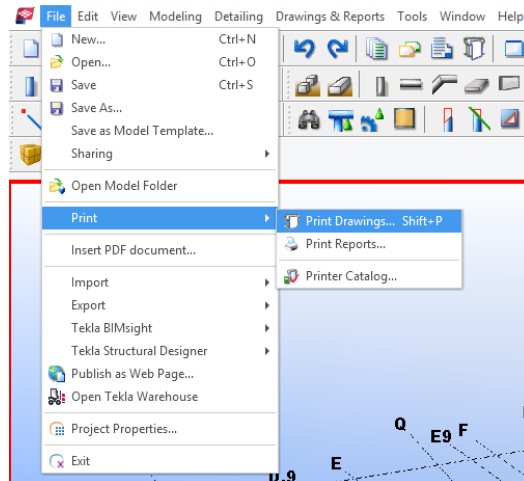 File Edit View Modeling Detailing Drawings & Reports Tools Window Help
New... Ctrl+N
Open... Ctrl+O
Save Ctrl+S
Save As...
Save as Model Template...
Sharing
Open Model Folder
Print
Print Drawings... Shift+P
Print Reports...
Printer Catalog...
Insert PDF document...
Import
Export
Tekla BIMsight
Tekla Structural Designer
Publish as Web Page...
Open Tekla Warehouse
Project Properties...
Exit
Q
E9 F
E
D.9